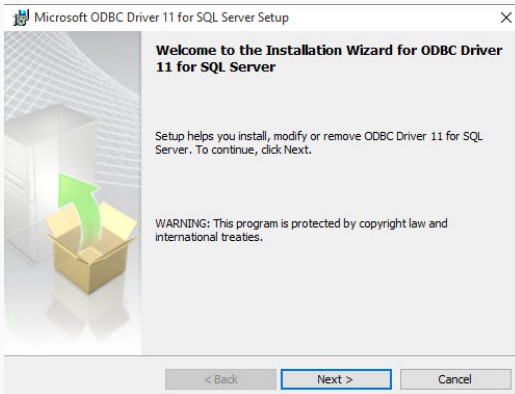 Microsoft ODBC Driver 11 for SQL Server Setup
Welcome to the Installation Wizard for ODBC Driver
11 for SQL Server
Setup helps you install, modify or remove ODBC Driver 11 for SQL
Server. To continue, click Next.
WARNING: This program is protected by copyright law and
international treaties.
< Back
Next >
Cancel